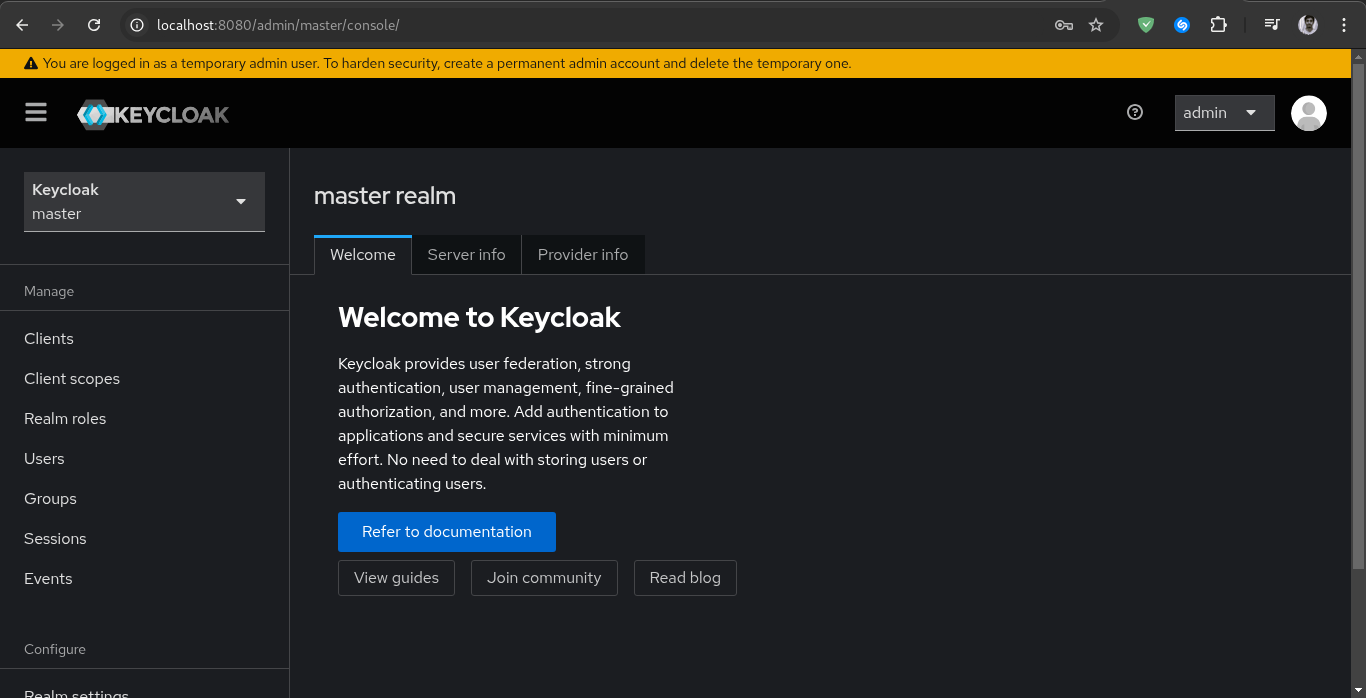 localhost:8080/admin/master/console/
You are logged in as a temporary admin user. To harden security, create a permanent admin account and delete the temporary one.
KEYCLOAK
admin
Keycloak
master
Manage
Clients
Client scopes
Realm roles
Users
Groups
Sessions
Events
Configure
Realm settings
master realm
Welcome
Server info
Provider info
Welcome to Keycloak
Keycloak provides user federation, strong
authentication, user management, fine-grained
authorization, and more. Add authentication to
applications and secure services with minimum
effort. No need to deal with storing users or
authenticating users.
Refer to documentation
View guides
Join community
Read blog